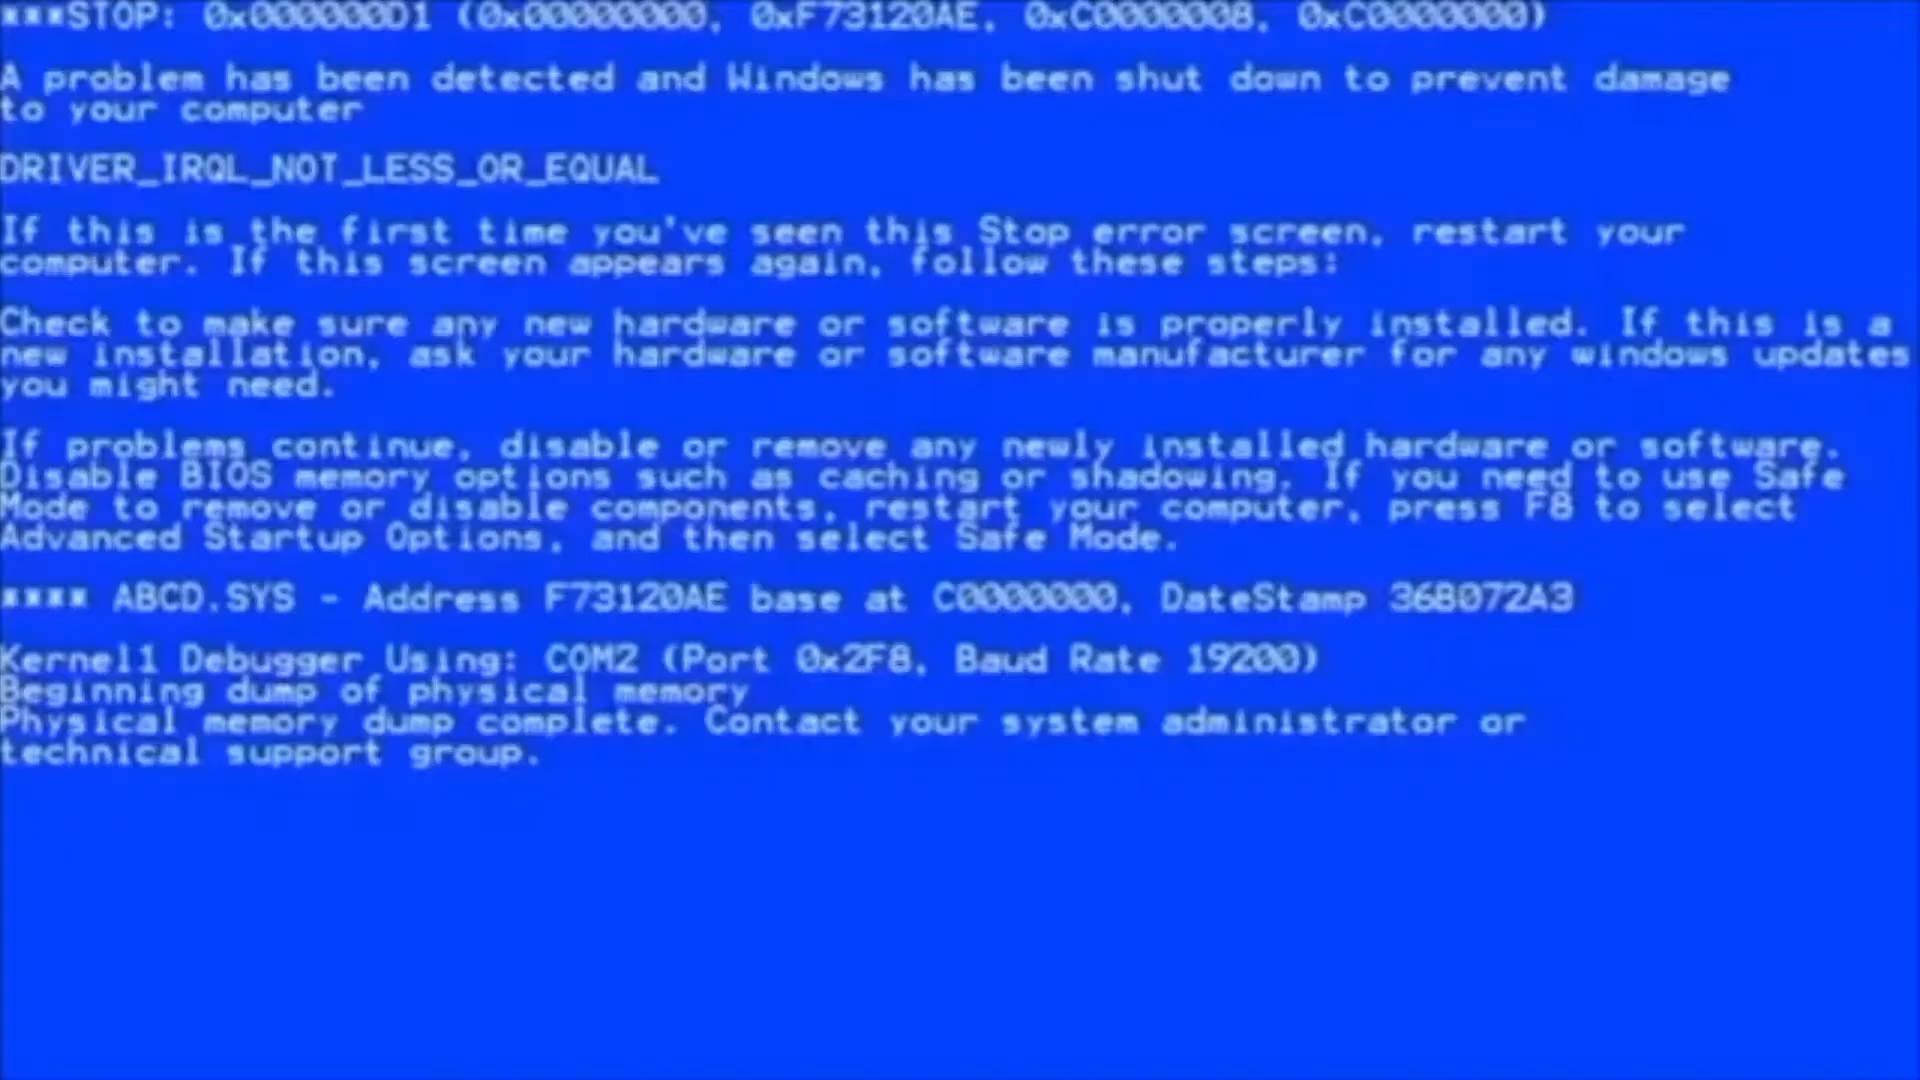 ***STOP: 0x000000D1 (0x00000000, 0xF73120AE, 0xC0000008, 0xC0000000)
A problem has been detected and Windows has been shut down to prevent damage
to your computer
DRIVER_IRQL_NOT_LESS_OR_EQUAL
If this is the first time you've seen this Stop error screen, restart your
computer. If this screen appears again, follow these steps:
Check to make sure any new hardware or software is properly installed. If this is a
new installation, ask your hardware or software manufacturer for any windows updates
you might need.
If problems continue, disable or remove any newly installed hardware or software.
Disable BIOS memory options such as caching or shadowing. If you need to use Safe
Mode to remove or disable components, restart your computer, press F8 to select
Advanced Startup Options, and then select Safe Mode.
**** ABCD.SYS - Address F73120AE base at C0000000, DateStamp 36B072A3
Kernel1 Debugger Using: COM2 (Port 0x2F8, Baud Rate 19200)
Beginning dump of physical memory
Physical memory dump complete. Contact your system administrator or
technical support group.